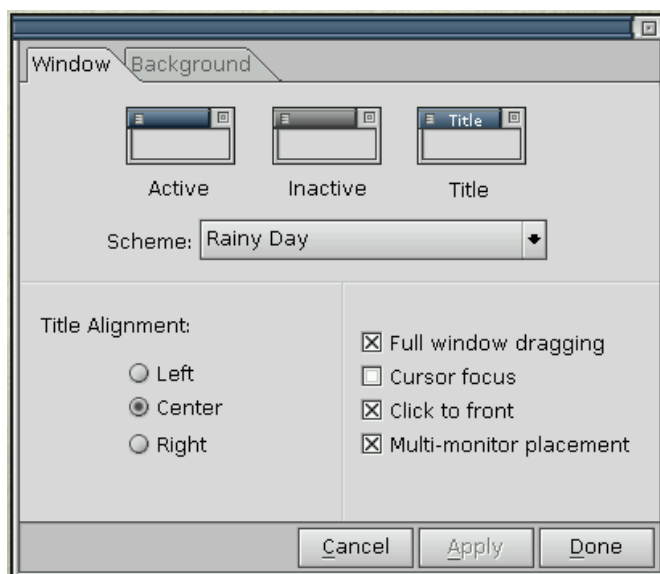 Window Background
Title
Active Inactive Title
Scheme: Rainy Day
Title Alignment:
Left
Center
Right
Full window dragging
Cursor focus
Click to front
Multi-monitor placement
Cancel Apply Done